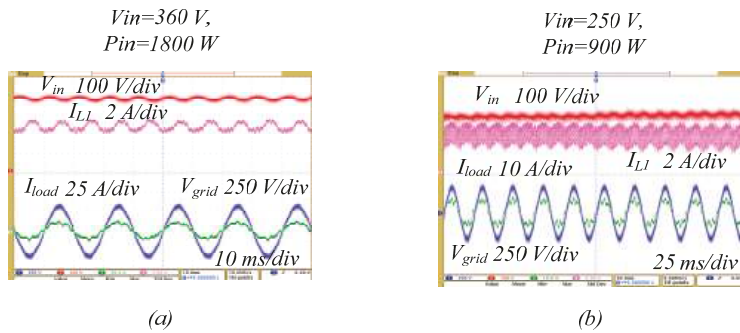 Vin=360 V,
Pin=1800 W
Vin 100 V/div
IL1 2 A/div
Iload 25 A/div Vgrid 250 V/div
10 ms/div
(a)
Vin=250 V,
Pin=900 W
Vin 100 V/div
Iload 10 A/div IL1 2 A/div
Vgrid 250 V/div 25 ms/div
(b)